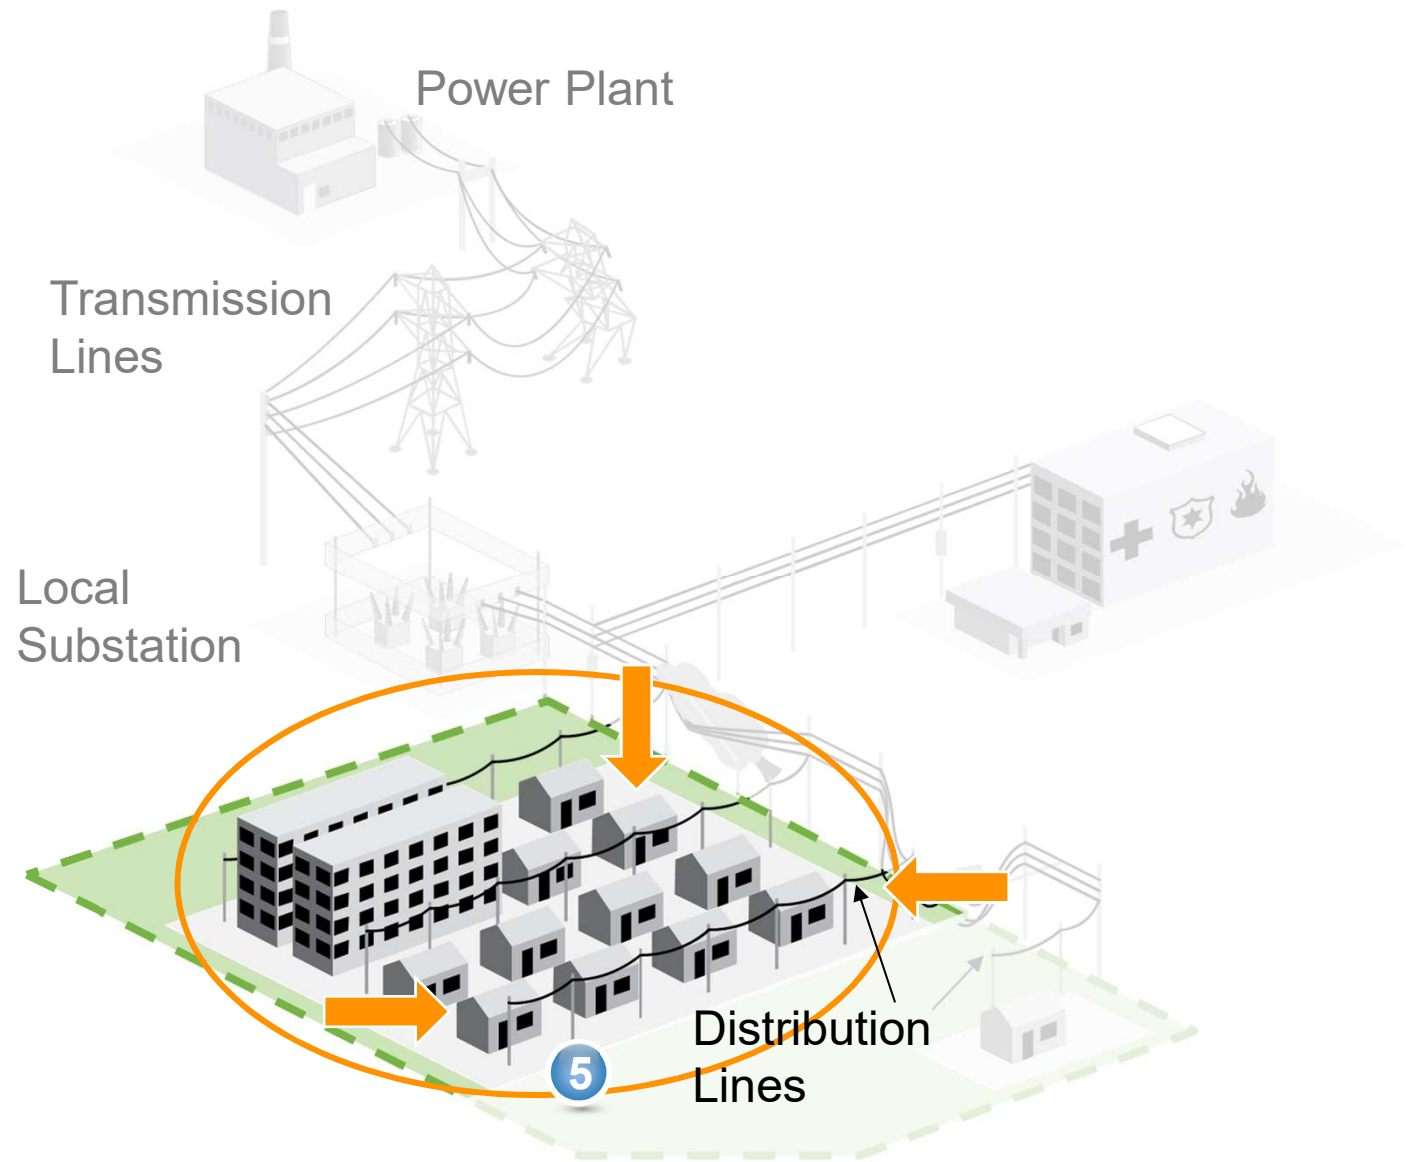 Power Plant
Transmission
Lines
Local
Substation
Distribution
Lines
5